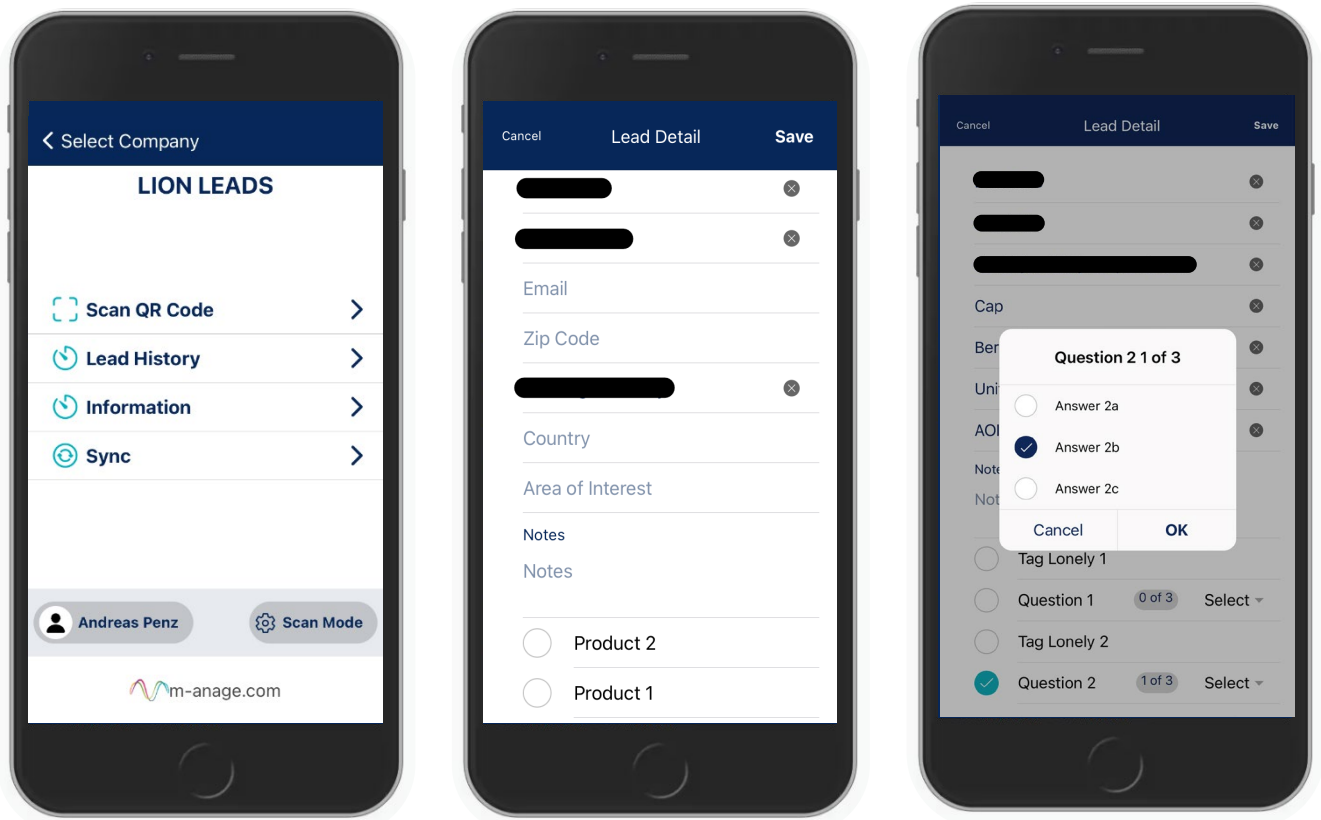 Select Company
LION LEADS
Scan QR Code
Lead History
Information
Sync
Andreas Penz
Scan Mode
m-anage.com
Cancel
Lead Detail
Save
Email
Zip Code
Country
Area of Interest
Notes
Notes
Product 2
Product 1
Cancel
Lead Detail
Save
Cap
Ber
Uni
Question 2 1 of 3
Answer 2a
Answer 2b
Answer 2c
Cancel
OK
Tag Lonely 1
Question 1
0 of 3
Select
Tag Lonely 2
Question 2
1 of 3
Select